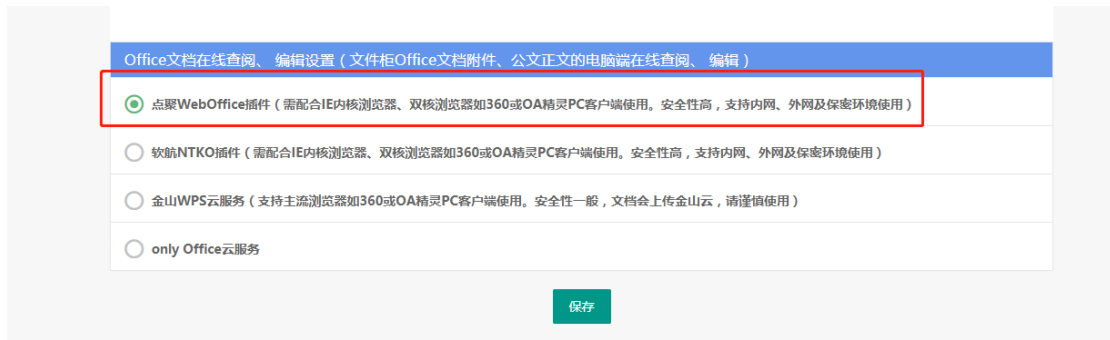 Office文档在线查阅、 编辑设置（文件柜Office文档附件、公文正文的电脑端在线查阅、 编辑）
点聚WebOffice插件（需配合IE内核浏览器、双核浏览器如360或OA精灵PC客户端使用。安全性高，支持内网、外网及保密环境使用）
软航NTKO插件（需配合IE内核浏览器、双核浏览器如360或OA精灵PC客户端使用。安全性高，支持内网、外网及保密环境使用）
金山WPS云服务（支持主流浏览器如360或OA精灵PC客户端使用。安全性一般，文档会上传金山云，请谨慎使用）
only Office云服务
保存